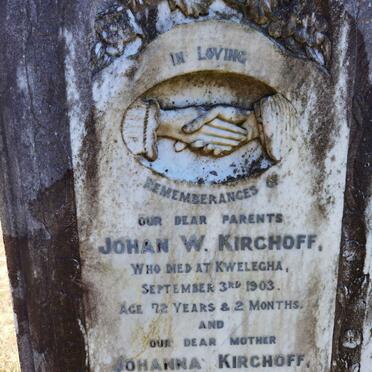 IN LOVING
REMEMBERANCES OF
OUR DEAR PARENTS
JOHAN W. KIRCHOFF,
WHO DIED AT KWELEGHA,
SEPTEMBER 3RD 1903.
AGE 72 YEARS & 2 MONTHS.
AND
OUR DEAR MOTHER
JOHANNA KIRCHOFF,